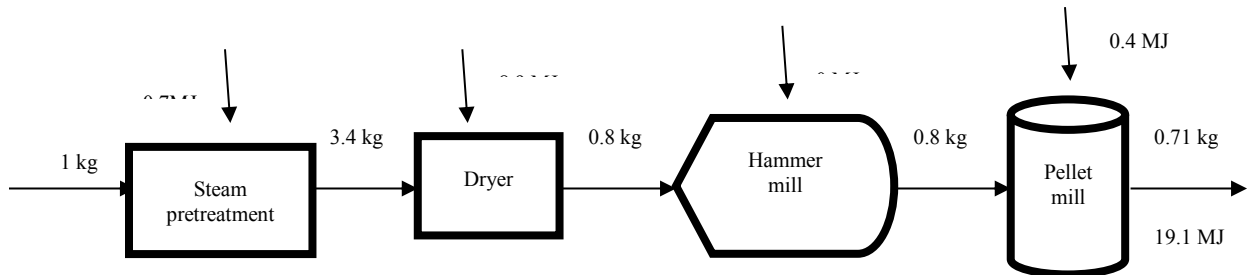 0.4 MJ
1 kg
3.4 kg
0.8 kg
0.8 kg
0.71 kg
Steam
pretreatment
Dryer
Hammer
mill
Pellet
mill
19.1 MJ